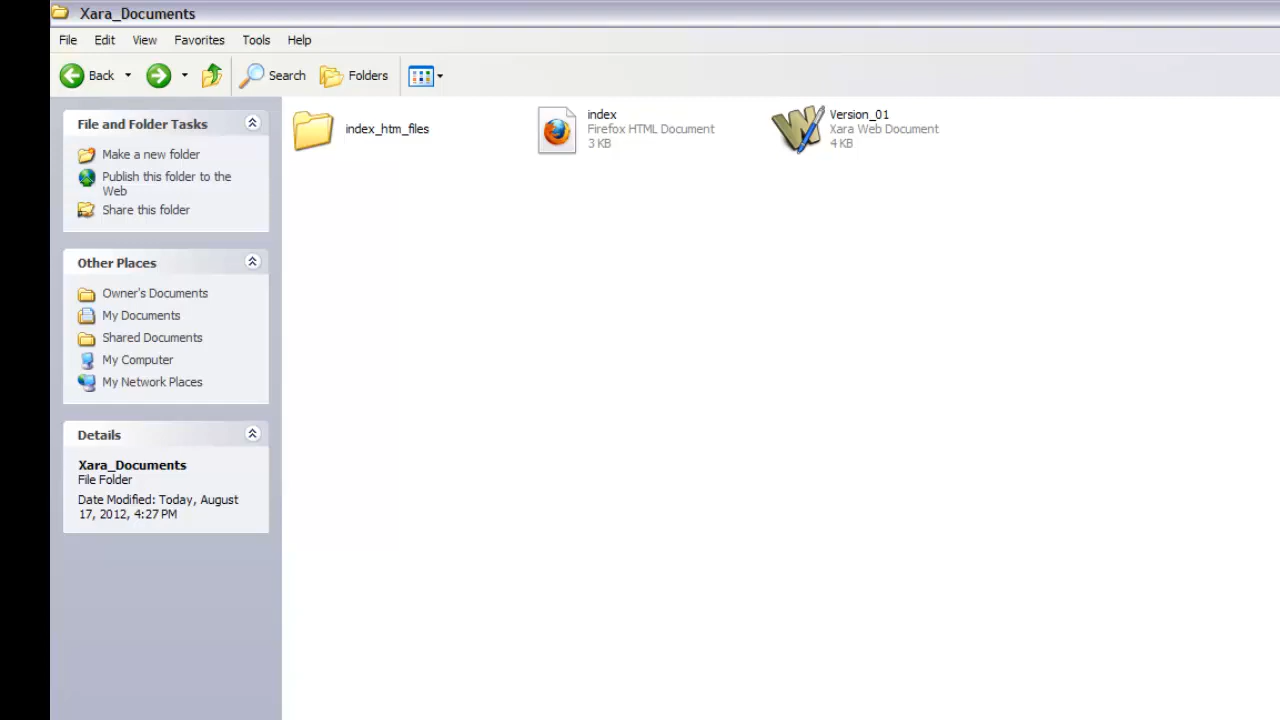 Xara_Documents
File Edit View Favorites Tools Help
Back Search Folders
File and Folder Tasks
Make a new folder
Publish this folder to the
Web
Share this folder
Other Places
Owner's Documents
My Documents
Shared Documents
My Computer
My Network Places
Details
Xara_Documents
File Folder
Date Modified: Today, August
17, 2012, 4:27 PM
index_htm_files
index
Firefox HTML Document
3 KB
Version_01
Xara Web Document
4 KB